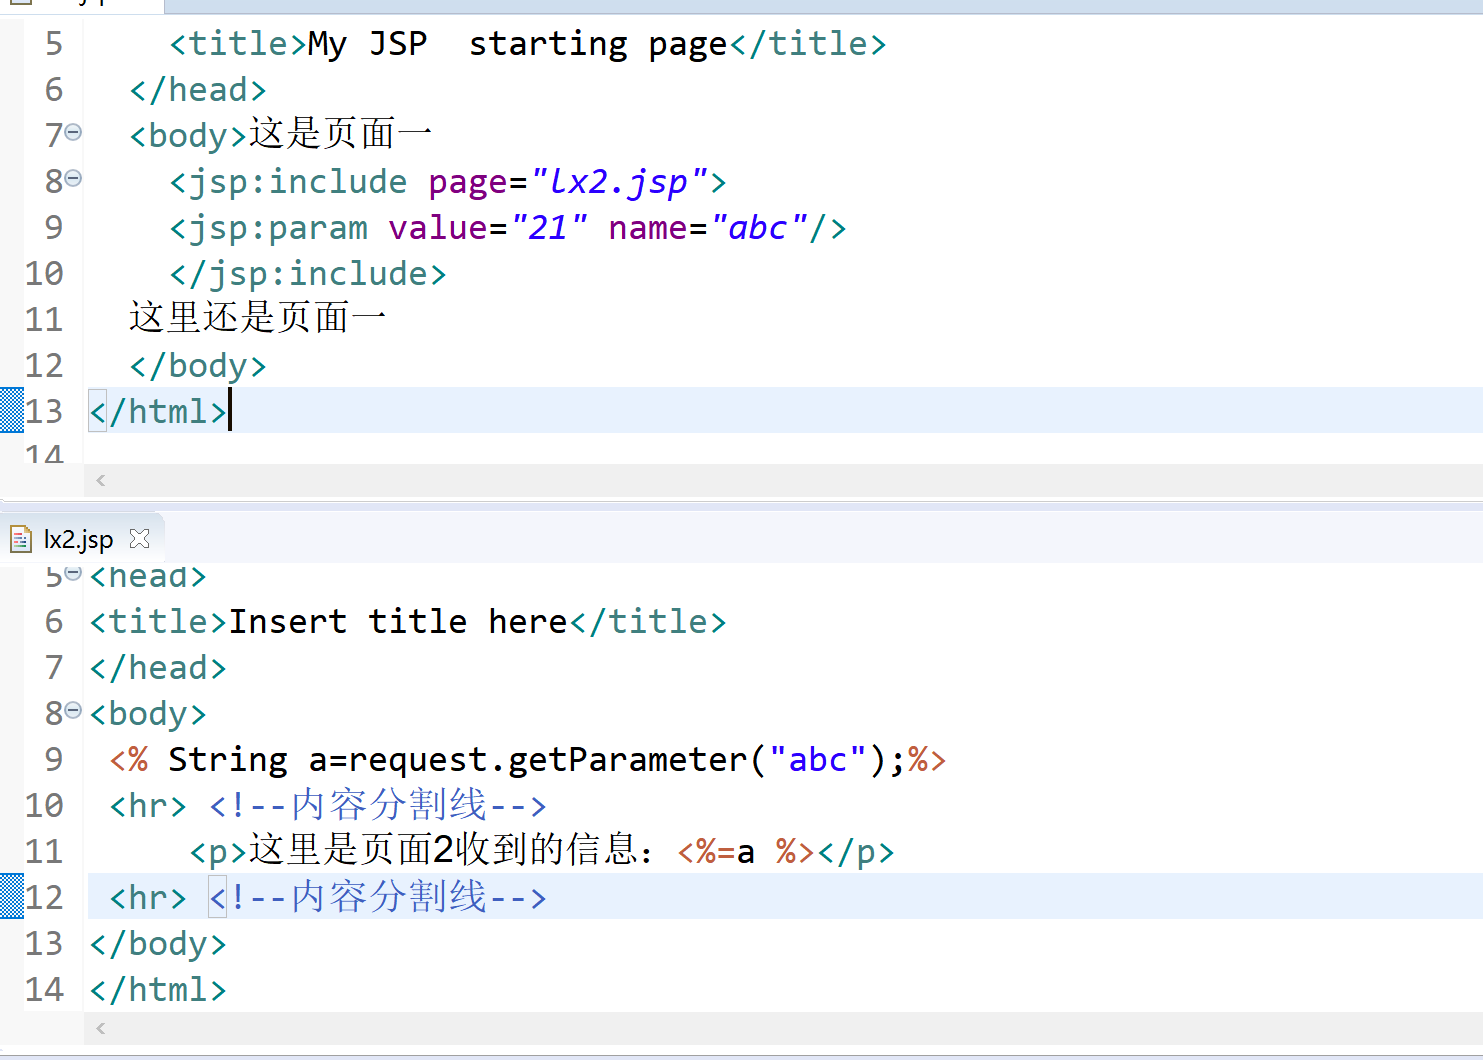 5 <title>My JSP  starting page</title>
6 </head>
7 <body>这是页面一
8 <jsp:include page="lx2.jsp">
9 <jsp:param value="21" name="abc"/>
10 </jsp:include>
11 这里还是页面一
12 </body>
13 </html>
14
lx2.jsp
5 <head>
6 <title>Insert title here</title>
7 </head>
8 <body>
9 <% String a=request.getParameter("abc");%>
10 <hr> <!--内容分割线-->
11 <p>这里是页面2收到的信息：<%=a %></p>
12 <hr> <!--内容分割线-->
13 </body>
14 </html>